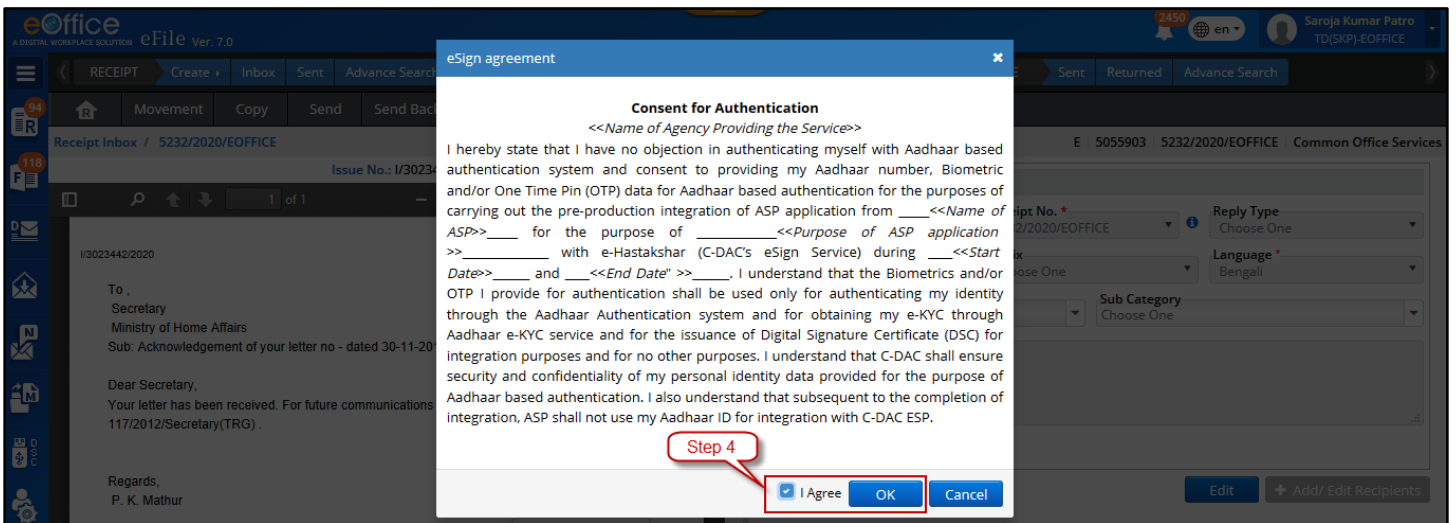 eOffice
A DIGITAL WORKPLACE SOLUTION eFile Ver. 7.0
2450
en
Saroja Kumar Patro
TD(SKP)-EOFFICE
RECEIPT Create Inbox Sent Advance Search
E Sent Returned Advance Search
94
R
Movement Copy Send Send Bac
Receipt Inbox / 5232/2020/EOFFICE
E 5055903 5232/2020/EOFFICE Common Office Services
118
F
Issue No.: I/30234
1 of 1
I/3023442/2020
To ,
Secretary
Ministry of Home Affairs
Sub: Acknowledgement of your letter no - dated 30-11-201
Dear Secretary,
Your letter has been received. For future communications
117/2012/Secretary(TRG) .
Regards,
P. K. Mathur
D
N
M
D
S
C
eSign agreement
Consent for Authentication
<<Name of Agency Providing the Service>>
I hereby state that I have no objection in authenticating myself with Aadhaar based
authentication system and consent to providing my Aadhaar number, Biometric
and/or One Time Pin (OTP) data for Aadhaar based authentication for the purposes of
carrying out the pre-production integration of ASP application from ____<<Name of
ASP>>____ for the purpose of __________<<Purpose of ASP application
>>___________ with e-Hastakshar (C-DAC's eSign Service) during ___<<Start
Date>>_____ and ___<<End Date" >>_____. I understand that the Biometrics and/or
OTP I provide for authentication shall be used only for authenticating my identity
through the Aadhaar Authentication system and for obtaining my e-KYC through
Aadhaar e-KYC service and for the issuance of Digital Signature Certificate (DSC) for
integration purposes and for no other purposes. I understand that C-DAC shall ensure
security and confidentiality of my personal identity data provided for the purpose of
Aadhaar based authentication. I also understand that subsequent to the completion of
integration, ASP shall not use my Aadhaar ID for integration with C-DAC ESP.
Step 4
I Agree OK Cancel
ipt No. * Reply Type
2/2020/EOFFICE Choose One
ix Language *
ose One Bengali
Sub Category
Choose One
Edit + Add/ Edit Recipients